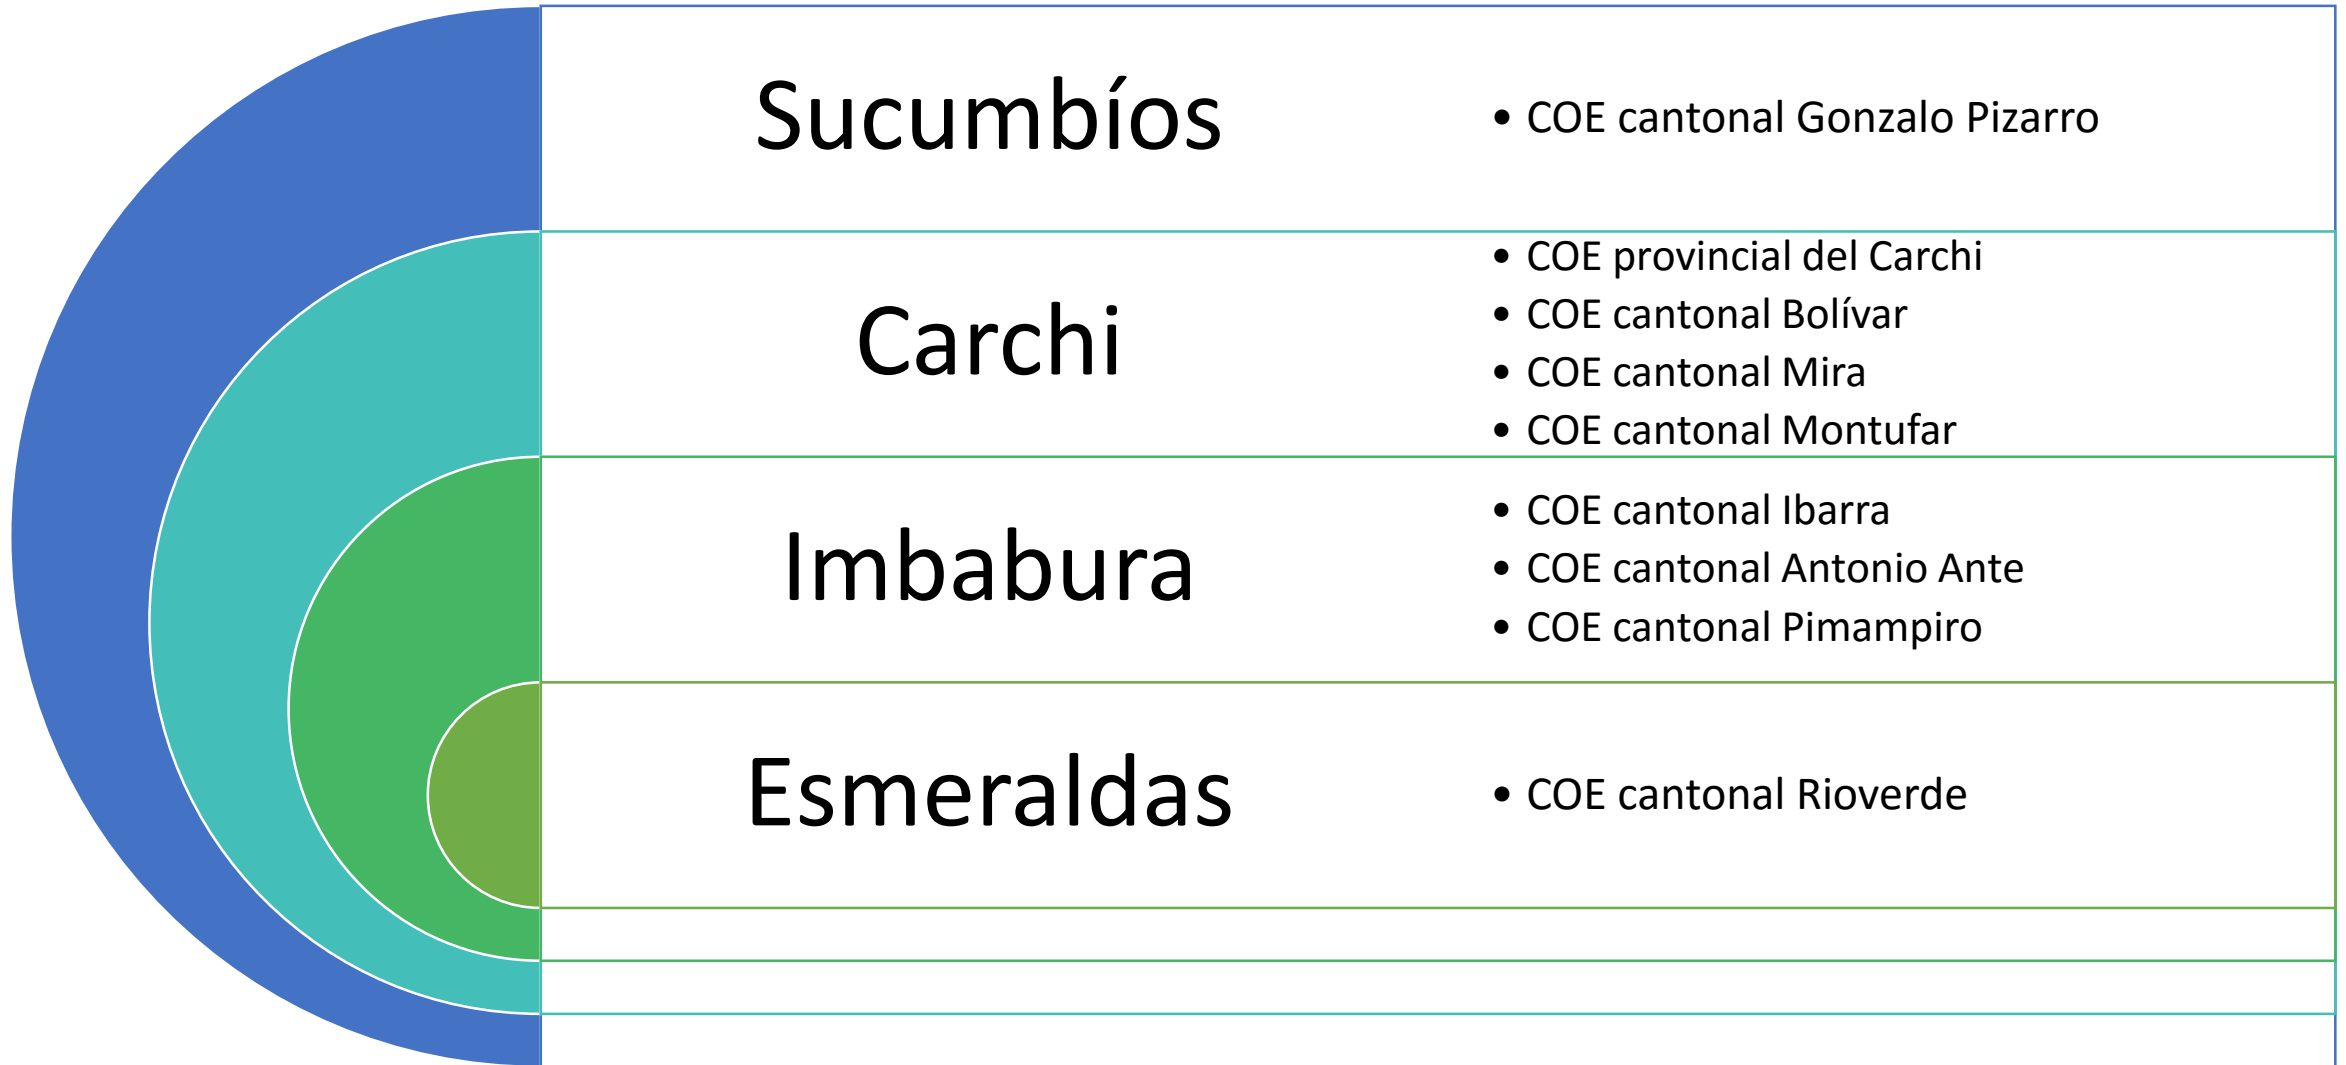 Sucumbíos
• COE cantonal Gonzalo Pizarro
Carchi
• COE provincial del Carchi
• COE cantonal Bolívar
• COE cantonal Mira
• COE cantonal Montufar
Imbabura
• COE cantonal Ibarra
• COE cantonal Antonio Ante
• COE cantonal Pimampiro
Esmeraldas
• COE cantonal Rioverde